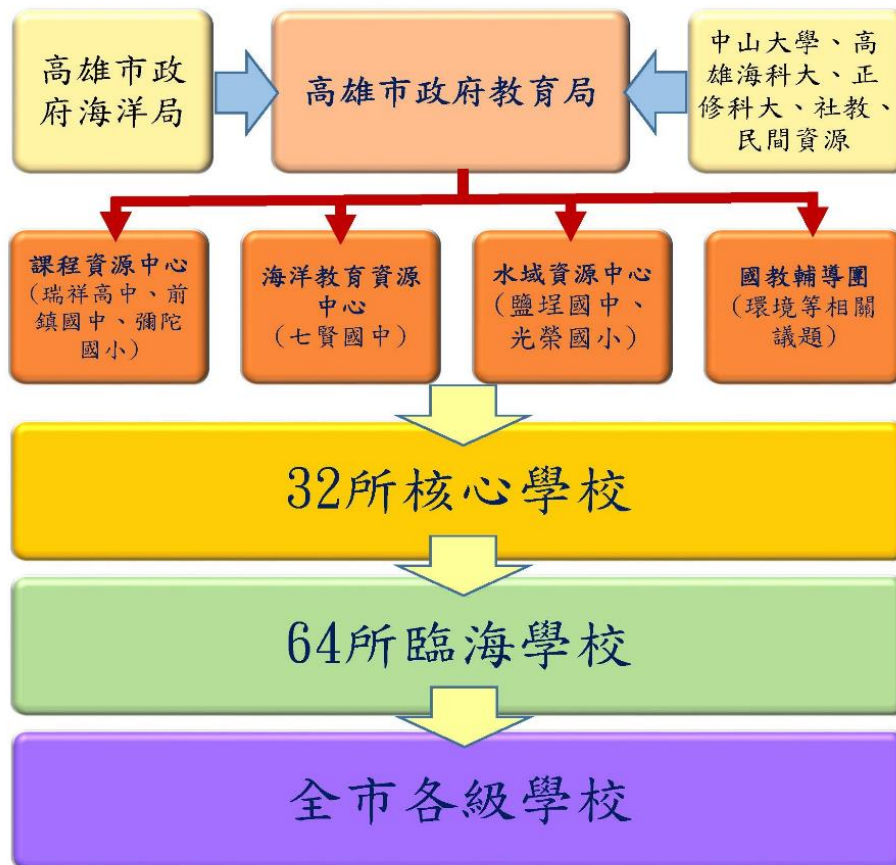 高雄市政
府海洋局
高雄市政府教育局
中山大學、高
雄海科大、正
修科大、社教、
民間資源
課程資源中心
（瑞祥高中、前
鎮國中、彌陀
國小）
海洋教育資源
中心
（七賢國中）
水域資源中心
（鹽埕國中、
光榮國小）
國教輔導團
（環境等相關
議題）
32所核心學校
64所臨海學校
全市各級學校